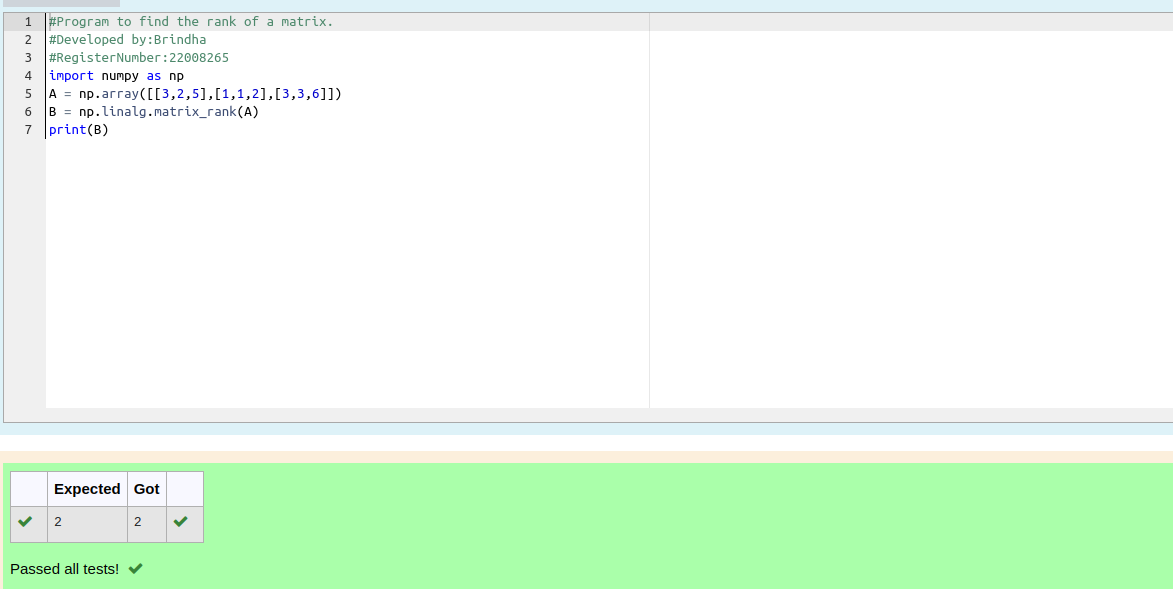 1 #Program to find the rank of a matrix.
2 #Developed by:Brindha
3 #RegisterNumber:22008265
4 import numpy as np
5 A = np.array([[3,2,5],[1,1,2],[3,3,6]])
6 B = np.linalg.matrix_rank(A)
7 print(B)
Expected Got
2 2
Passed all tests!